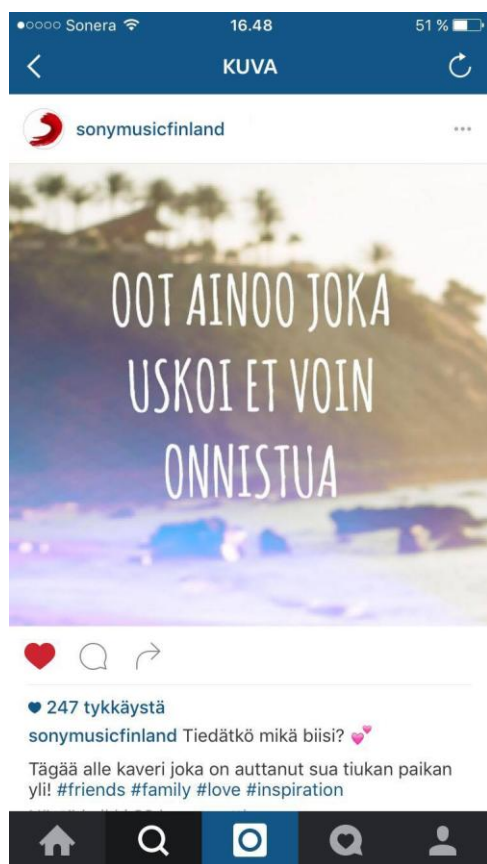 Sonera 16.48 51 %
KUVA
sonymusicfinland
OOT AINOO JOKA
USKOI ET VOIN
ONNISTUA
247 tykkäystä
sonymusicfinland Tiedätkö mikä biisi? 💕
Tägää alle kaveri joka on auttanut sua tiukan paikan
yli! #friends #family #love #inspiration